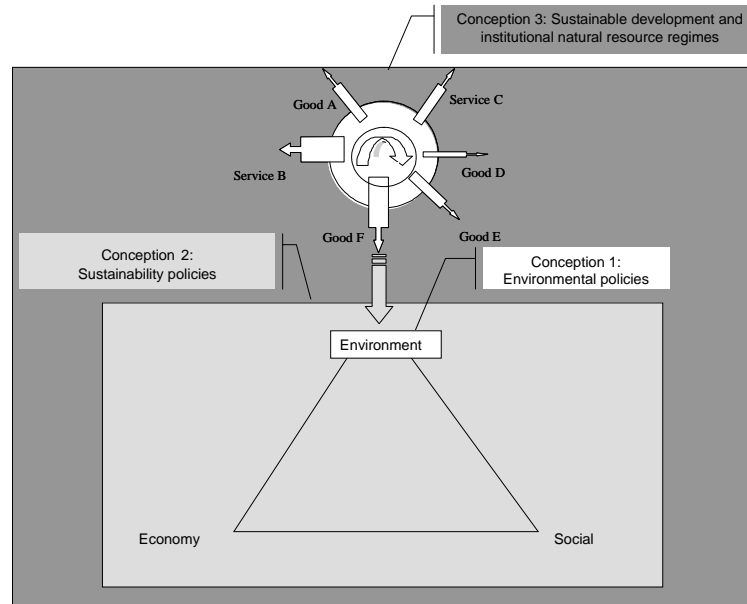 Conception 3: Sustainable development and
institutional natural resource regimes
Good A
Service C
Service B
Good D
Good F
Good E
Conception 2:
Sustainability policies
Conception 1:
Environmental policies
Environment
Economy
Social